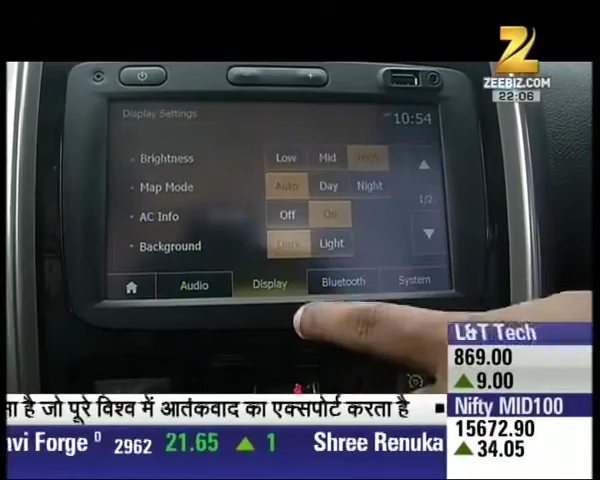 ZEEBIZ.COM
22:06
Display Settings
10:54
Brightness Low Mid High
Map Mode Auto Day Night
1/2
AC Info Off On
Background Dark Light
Audio Display Bluetooth System
L&T Tech
869.00
9.00
है जो पूरे विश्व में आतंकवाद का एक्सपोर्ट करता है
Nifty MID100
15672.90
34.05
avi Forge D 2962 21.65 1 Shree Renuka